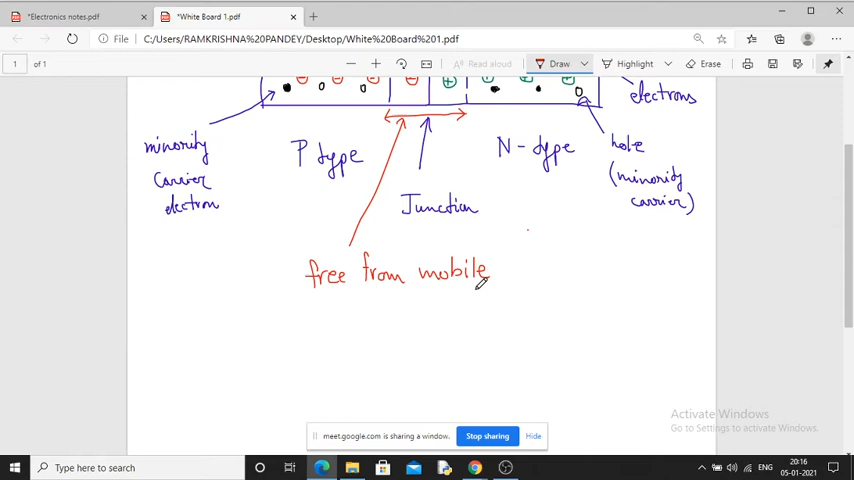 *Electronics notes.pdf
*White Board 1.pdf
File
C:/Users/RAMKRISHNA%20PANDEY/Desktop/White%20Board%201.pdf
1 of 1
Read aloud
Draw
Highlight
Erase
electrons
minority
carrier
electron
P type
Junction
N-type
hole
(minority
carrier)
free from mobile
Activate Windows
Go to Settings to activate Windows.
meet.google.com is sharing a window.
Stop sharing
Hide
Type here to search
ENG
20:16
05-01-2021